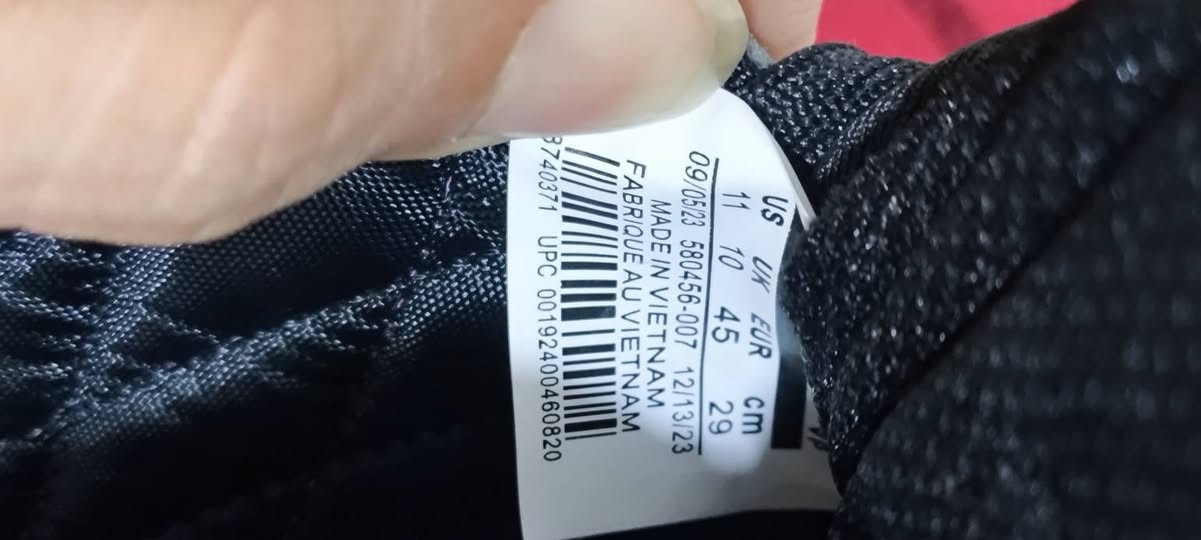 US UK EUR cm
11 10 45 29
09/05/23 580456-007 12/13/23
MADE IN VIETNAM
FABRIQUE AU VIETNAM
740371 UPC 00192400460820